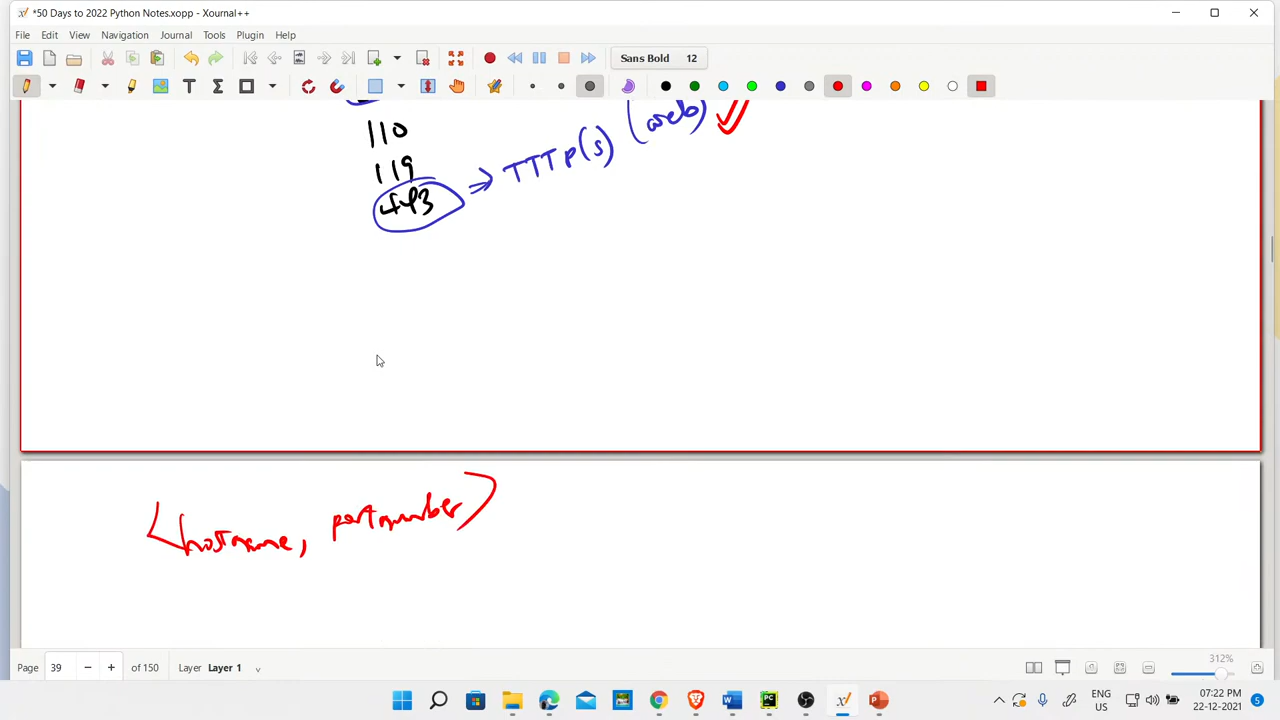 *50 Days to 2022 Python Notes.xopp - Xournal++
File Edit View Navigation Journal Tools Plugin Help
Sans Bold 12
110
119
443 ⇒ TTTP(s) (web)
<hostname, portnumber>
Page 39 of 150 Layer Layer 1
312%
ENG
US
07:22 PM
22-12-2021
5